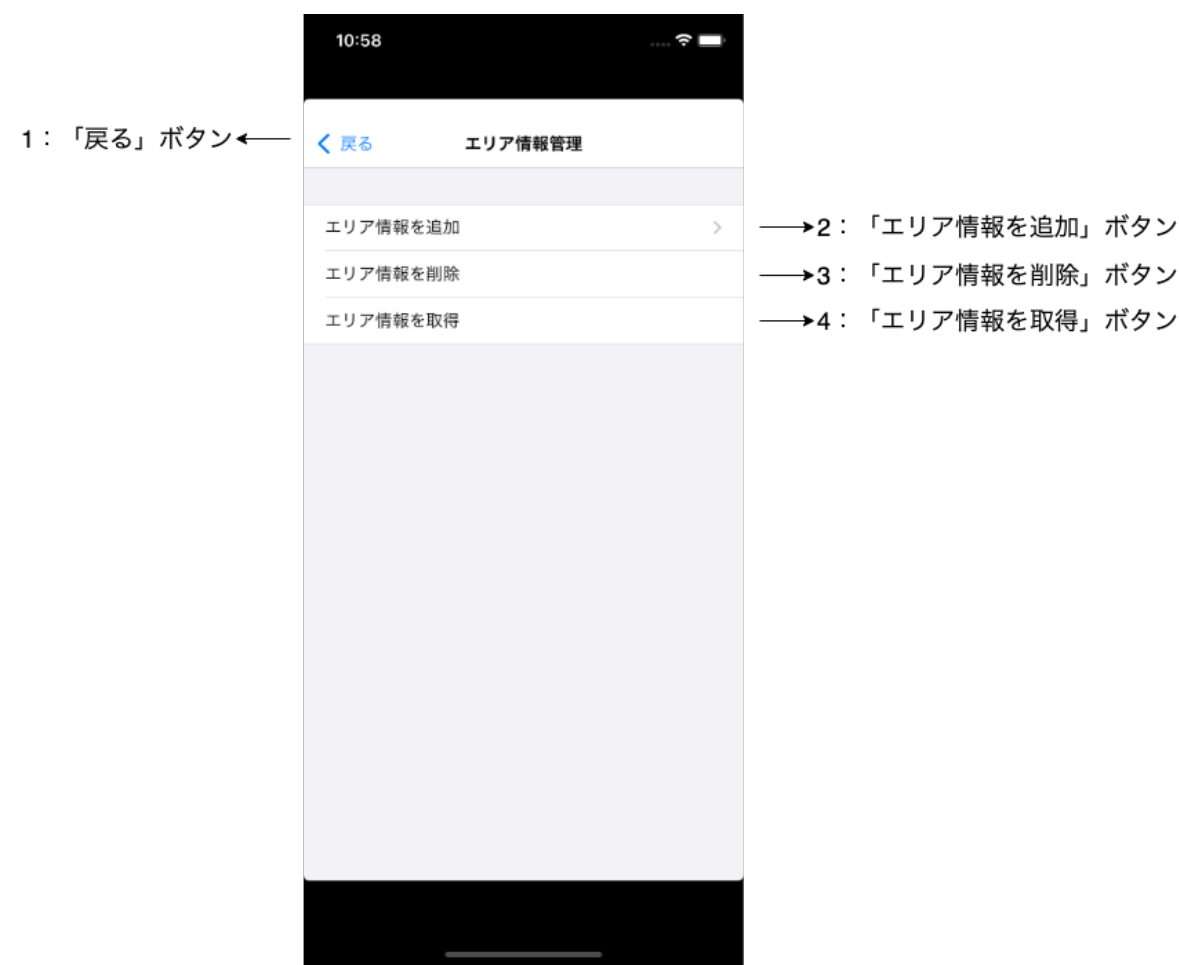 10:58
1：「戻る」ボタン
戻る
エリア情報管理
エリア情報を追加
2：「エリア情報を追加」ボタン
エリア情報を削除
3：「エリア情報を削除」ボタン
エリア情報を取得
4：「エリア情報を取得」ボタン